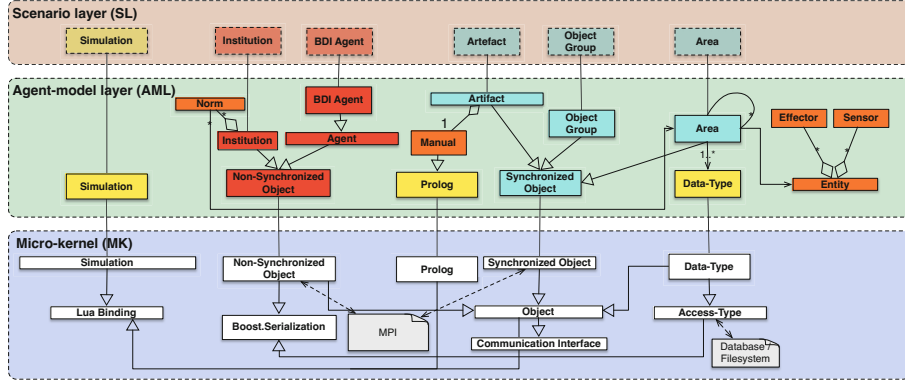 Scenario layer (SL)
Simulation
Institution
BDI Agent
Artefact
Object
Group
Area
Agent-model layer (AML)
Norm
*
*
Institution
BDI Agent
Agent
Artifact
1
Manual
Object
Group
Area
*
1..*
Effector
Sensor
*
*
Simulation
Non-Synchronized
Object
Prolog
Synchronized
Object
Data-Type
Entity
Micro-kernel (MK)
Simulation
Non-Synchronized
Object
Prolog
Synchronized Object
Data-Type
Lua Binding
Boost.Serialization
MPI
Object
Access-Type
Communication Interface
Database /
Filesystem